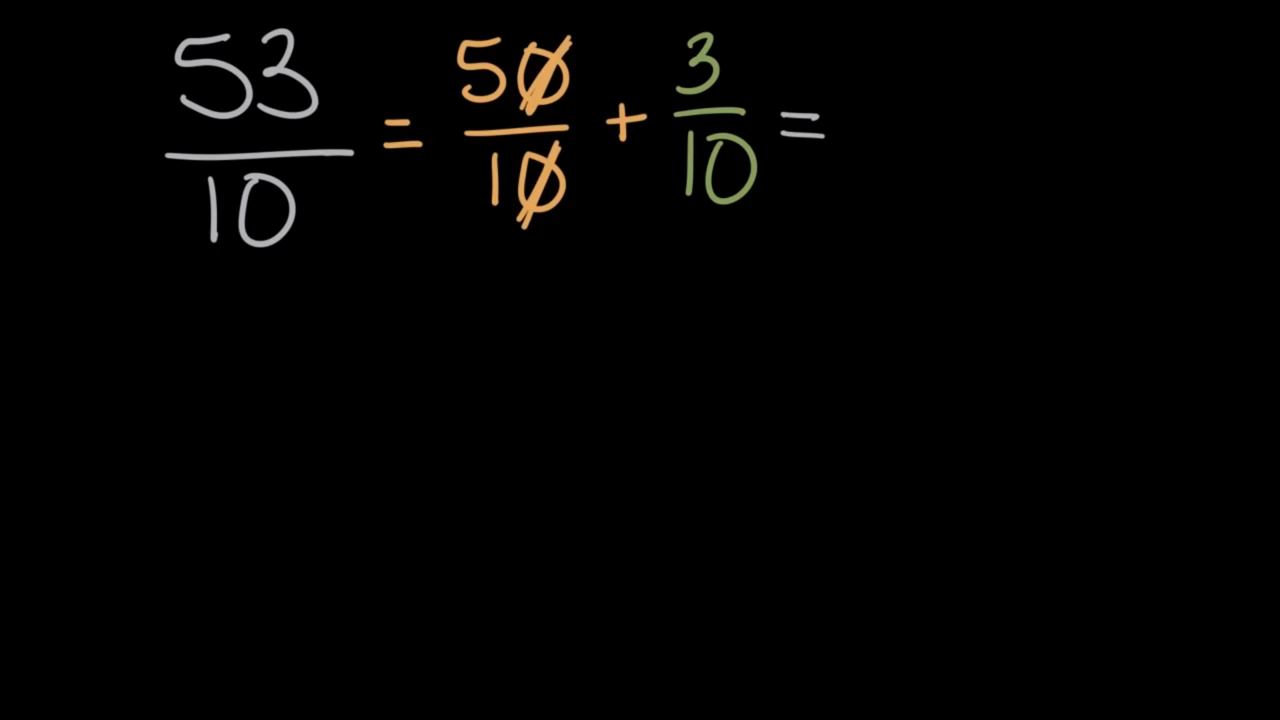 53/10 = 50/10 + 3/10 =